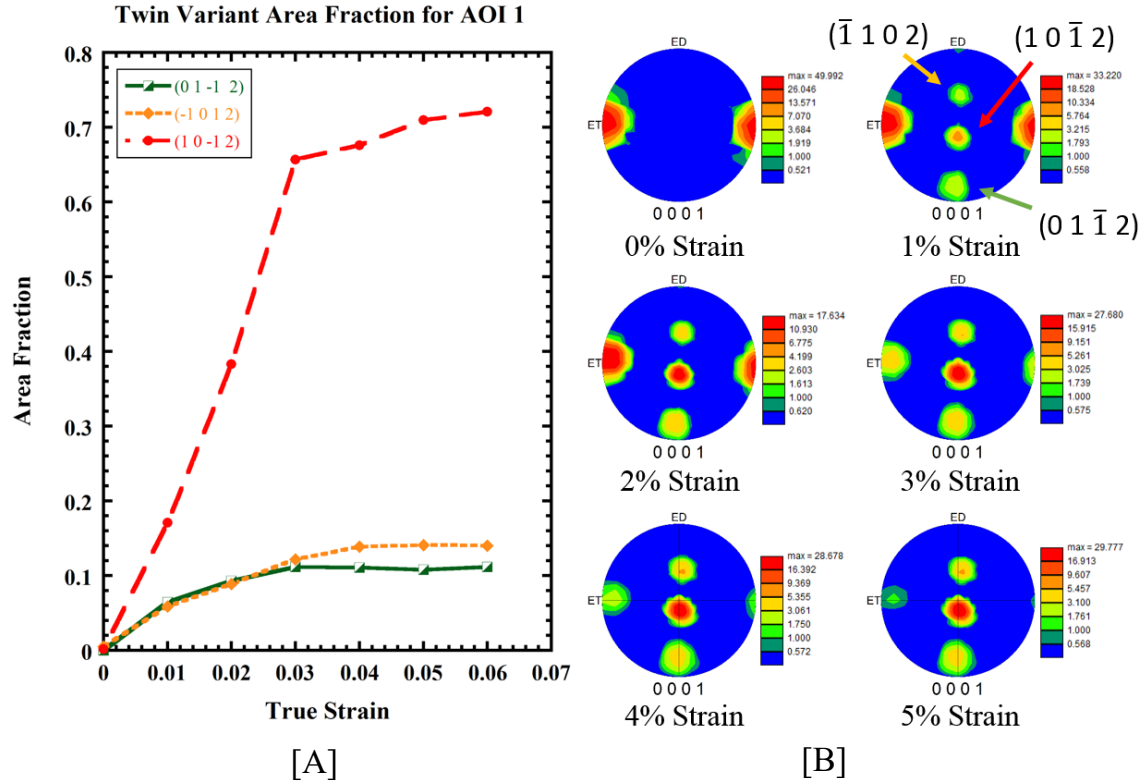 Twin Variant Area Fraction for AOI 1
Area Fraction
0.8
0.7
0.6
0.5
0.4
0.3
0.2
0.1
0
(0 1 -1 2)
(-1 0 1 2)
(1 0 -1 2)
0 0.01 0.02 0.03 0.04 0.05 0.06 0.07
True Strain
[A]
ED
ET
max = 49.992
26.046
13.571
7.070
3.684
1.919
1.000
0.521
0 0 0 1
0% Strain
(1̅ 1 0 2)
(1 0 1̅ 2)
ED
ET
max = 33.220
18.528
10.334
5.764
3.215
1.793
1.000
0.558
(0 1 1̅ 2)
0 0 0 1
1% Strain
ED
ET
max = 17.634
10.930
6.775
4.199
2.603
1.613
1.000
0.620
0 0 0 1
2% Strain
ED
ET
max = 27.680
15.915
9.151
5.261
3.025
1.739
1.000
0.575
0 0 0 1
3% Strain
ED
ET
max = 28.678
16.392
9.369
5.355
3.061
1.750
1.000
0.572
0 0 0 1
4% Strain
ED
ET
max = 29.777
16.913
9.607
5.457
3.100
1.761
1.000
0.568
0 0 0 1
5% Strain
[B]